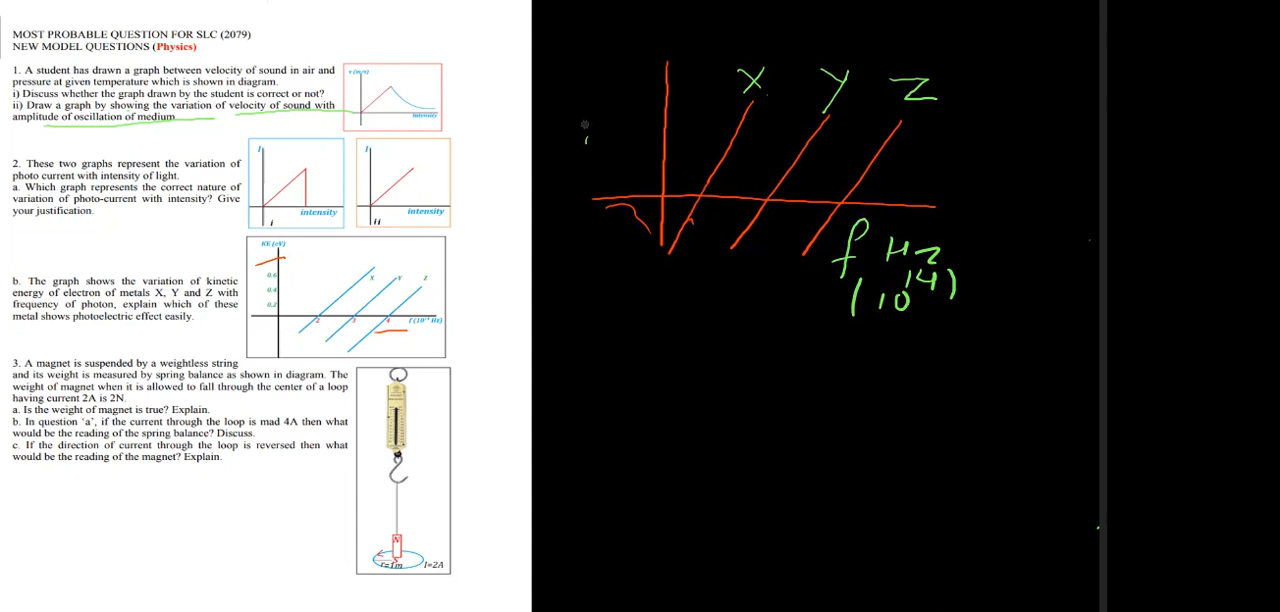 MOST PROBABLE QUESTION FOR SLC (2079)
NEW MODEL QUESTIONS (Physics)
1. A student has drawn a graph between velocity of sound in air and
pressure at given temperature which is shown in diagram.
i) Discuss whether the graph drawn by the student is correct or not?
ii) Draw a graph by showing the variation of velocity of sound with
amplitude of oscillation of medium
v (m/s)
intensity
2. These two graphs represent the variation of
photo current with intensity of light.
a. Which graph represents the correct nature of
variation of photo-current with intensity? Give
your justification.
I
intensity
i
I
intensity
ii
b. The graph shows the variation of kinetic
energy of electron of metals X, Y and Z with
frequency of photon, explain which of these
metal shows photoelectric effect easily.
KE (eV)
0.6
0.4
0.2
X Y Z
2 3 4 f (10¹⁴ Hz)
3. A magnet is suspended by a weightless string
and its weight is measured by spring balance as shown in diagram. The
weight of magnet when it is allowed to fall through the center of a loop
having current 2A is 2N.
a. Is the weight of magnet is true? Explain.
b. In question ‘a’, if the current through the loop is mad 4A then what
would be the reading of the spring balance? Discuss.
c. If the direction of current through the loop is reversed then what
would be the reading of the magnet? Explain.
N
r=1m I=2A
X Y Z
f Hz
(10¹⁴)